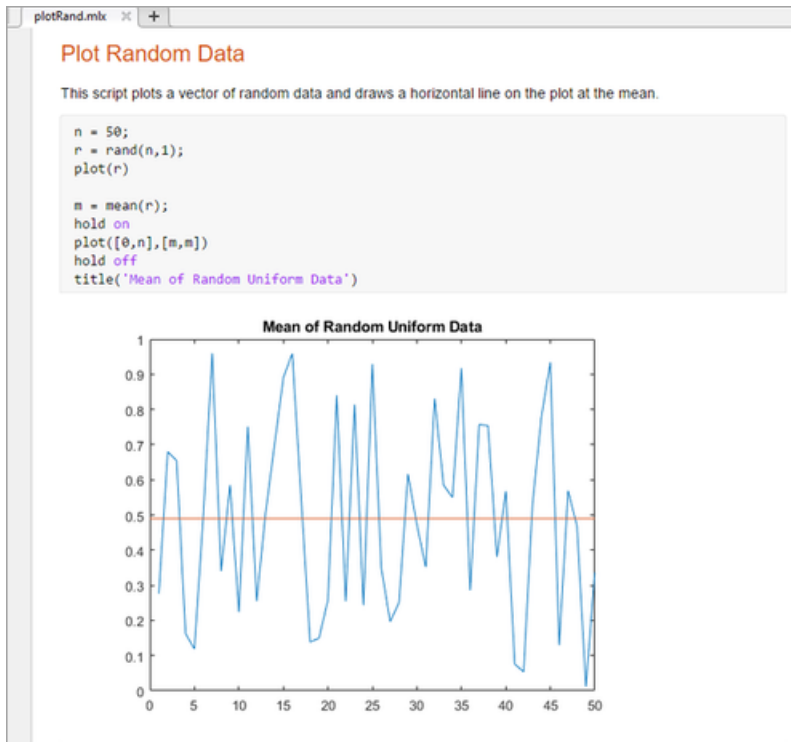 plotRand.mlx × +
Plot Random Data
This script plots a vector of random data and draws a horizontal line on the plot at the mean.
n = 50;
r = rand(n,1);
plot(r)
m = mean(r);
hold on
plot([0,n],[m,m])
hold off
title('Mean of Random Uniform Data')
Mean of Random Uniform Data
1
0.9
0.8
0.7
0.6
0.5
0.4
0.3
0.2
0.1
0
0 5 10 15 20 25 30 35 40 45 50